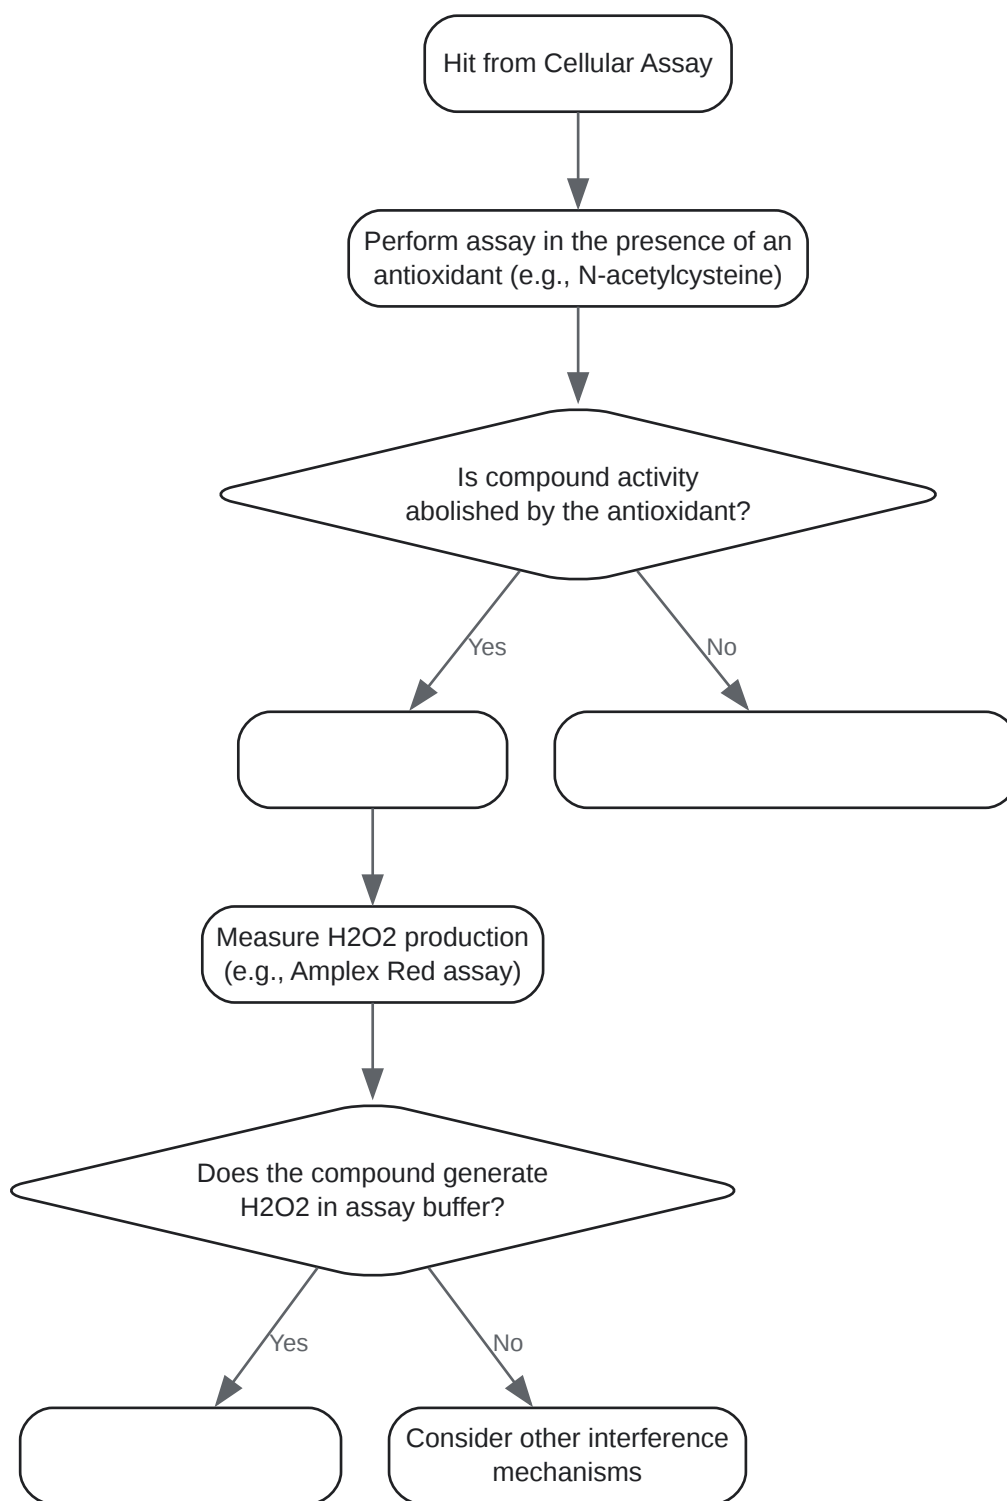 Hit from Cellular Assay
Perform assay in the presence of an
antioxidant (e.g., N-acetylcysteine)
Is compound activity
abolished by the antioxidant?
Yes
No
Measure H2O2 production
(e.g., Amplex Red assay)
Does the compound generate
H2O2 in assay buffer?
Yes
No
Consider other interference
mechanisms